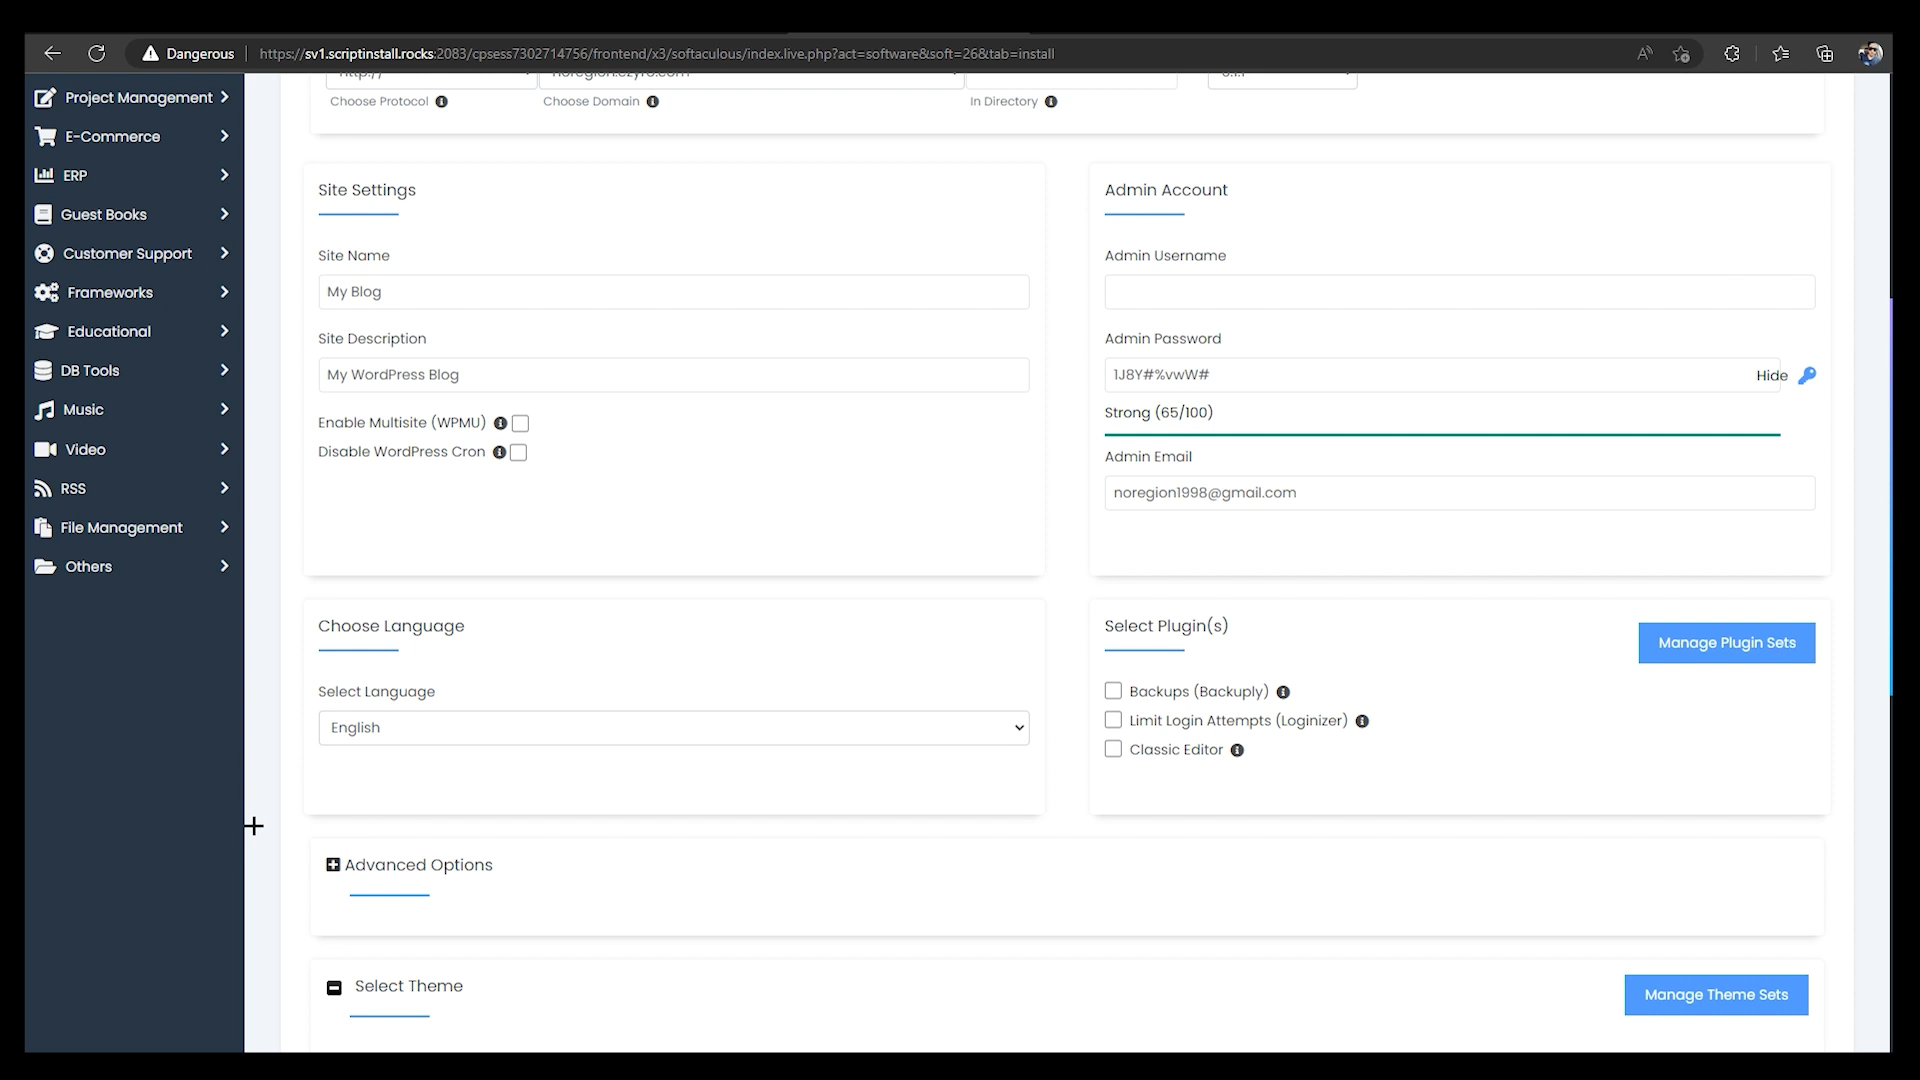 Dangerous https://sv1.scriptinstall.rocks:2083/cpsess7302714756/frontend/x3/softaculous/index.live.php?act=software&soft=26&tab=install
Project Management
E-Commerce
ERP
Guest Books
Customer Support
Frameworks
Educational
DB Tools
Music
Video
RSS
File Management
Others
Choose Protocol
Choose Domain
In Directory
Site Settings
Site Name
My Blog
Site Description
My WordPress Blog
Enable Multisite (WPMU)
Disable WordPress Cron
Admin Account
Admin Username
Admin Password
1J8Y#%vwW# Hide
Strong (65/100)
Admin Email
noregion1998@gmail.com
Choose Language
Select Language
English
Select Plugin(s)
Manage Plugin Sets
Backups (Backuply)
Limit Login Attempts (Loginizer)
Classic Editor
Advanced Options
Select Theme
Manage Theme Sets